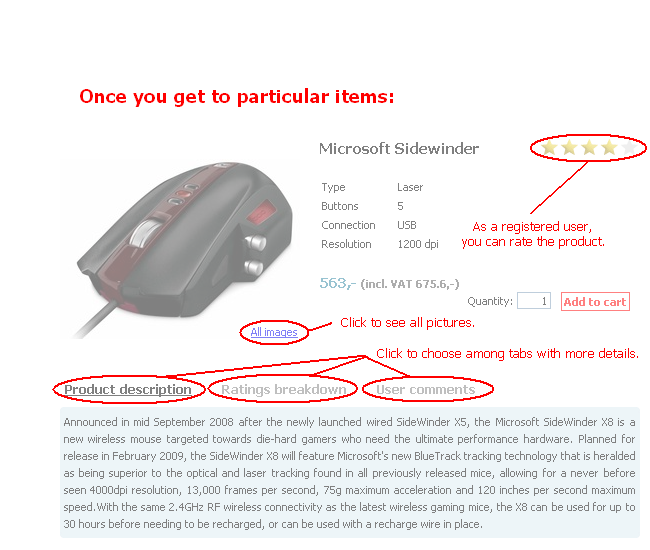 Once you get to particular items:
Microsoft Sidewinder
Type Laser
Buttons 5
Connection USB
Resolution 1200 dpi
As a registered user,
you can rate the product.
563,- (incl. VAT 675.6,-)
Quantity: 1 Add to cart
All images
Click to see all pictures.
Click to choose among tabs with more details.
Product description Ratings breakdown User comments
Announced in mid September 2008 after the newly launched wired SideWinder X5, the Microsoft SideWinder X8 is a
new wireless mouse targeted towards die-hard gamers who need the ultimate performance hardware. Planned for
release in February 2009, the SideWinder X8 will feature Microsoft's new BlueTrack tracking technology that is heralded
as being superior to the optical and laser tracking found in all previously released mice, allowing for a never before
seen 4000dpi resolution, 13,000 frames per second, 75g maximum acceleration and 120 inches per second maximum
speed.With the same 2.4GHz RF wireless connectivity as the latest wireless gaming mice, the X8 can be used for up to
30 hours before needing to be recharged, or can be used with a recharge wire in place.